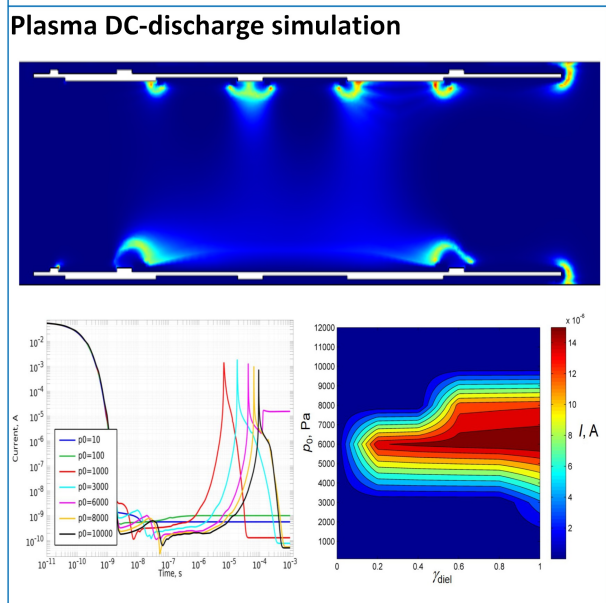 Plasma DC-discharge simulation
10⁻²
10⁻³
10⁻⁴
10⁻⁵
10⁻⁶
10⁻⁷
10⁻⁸
10⁻⁹
10⁻¹⁰
Current, A
p0=10
p0=100
p0=1000
p0=3000
p0=6000
p0=8000
p0=10000
10⁻¹¹ 10⁻¹⁰ 10⁻⁹ 10⁻⁸ 10⁻⁷ 10⁻⁶ 10⁻⁵ 10⁻⁴ 10⁻³
Time, s
12000
11000
10000
9000
8000
7000
6000
5000
4000
3000
2000
1000
p₀, Pa
0 0.2 0.4 0.6 0.8 1
γdiel
x 10⁻⁶
14
12
10
8
6
4
2
I, A